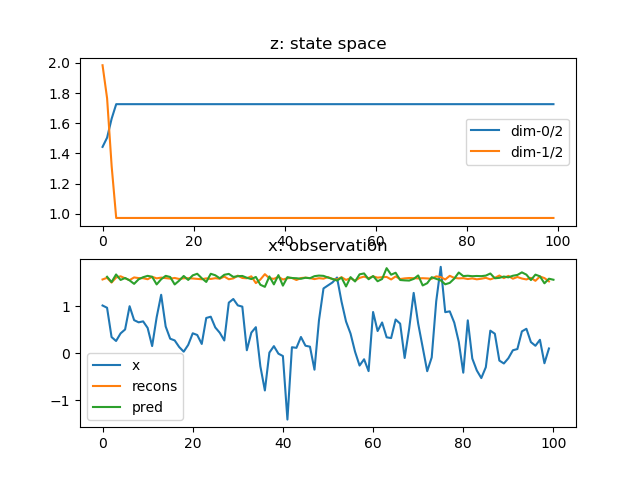 z: state space
2.0
1.8
1.6
1.4
1.2
1.0
dim-0/2
dim-1/2
0 20 40 60 80 100
x: observation
1
0
−1
x
recons
pred
0 20 40 60 80 100